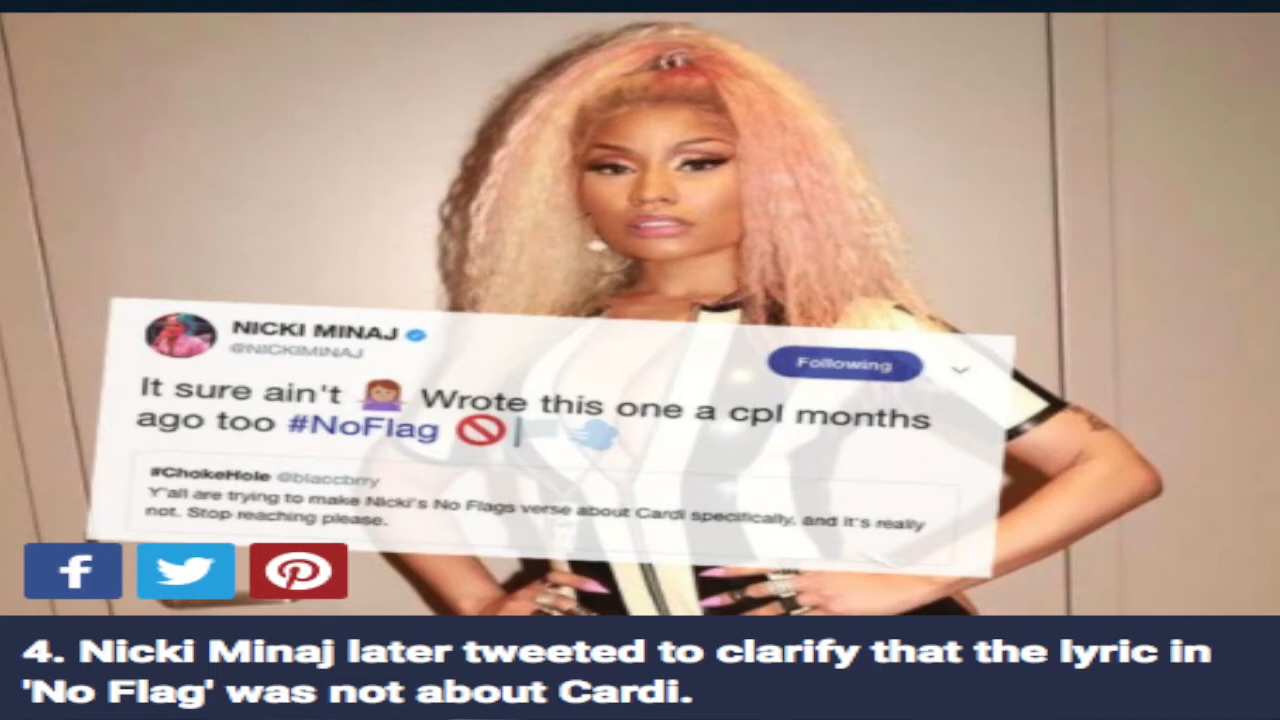 NICKI MINAJ
@NICKIMINAJ
Following
It sure ain't 🤷🏽‍♀️ Wrote this one a cpl months
ago too #NoFlag 🚫
#ChokeHole @blaccbrry
Y'all are trying to make Nicki's No Flags verse about Cardi specifically, and it's really
not. Stop reaching please.
f
4. Nicki Minaj later tweeted to clarify that the lyric in
'No Flag' was not about Cardi.